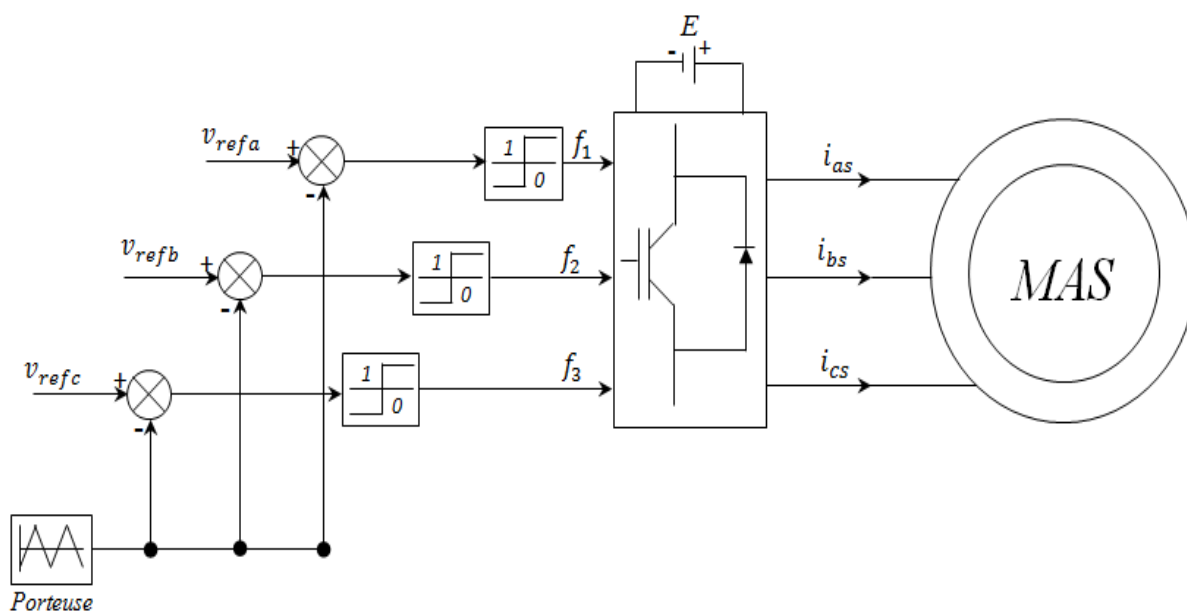 E
- +
v_refa
+
-
1
0
f_1
i_as
v_refb
+
-
1
0
f_2
i_bs
MAS
v_refc
+
-
1
0
f_3
i_cs
Porteuse